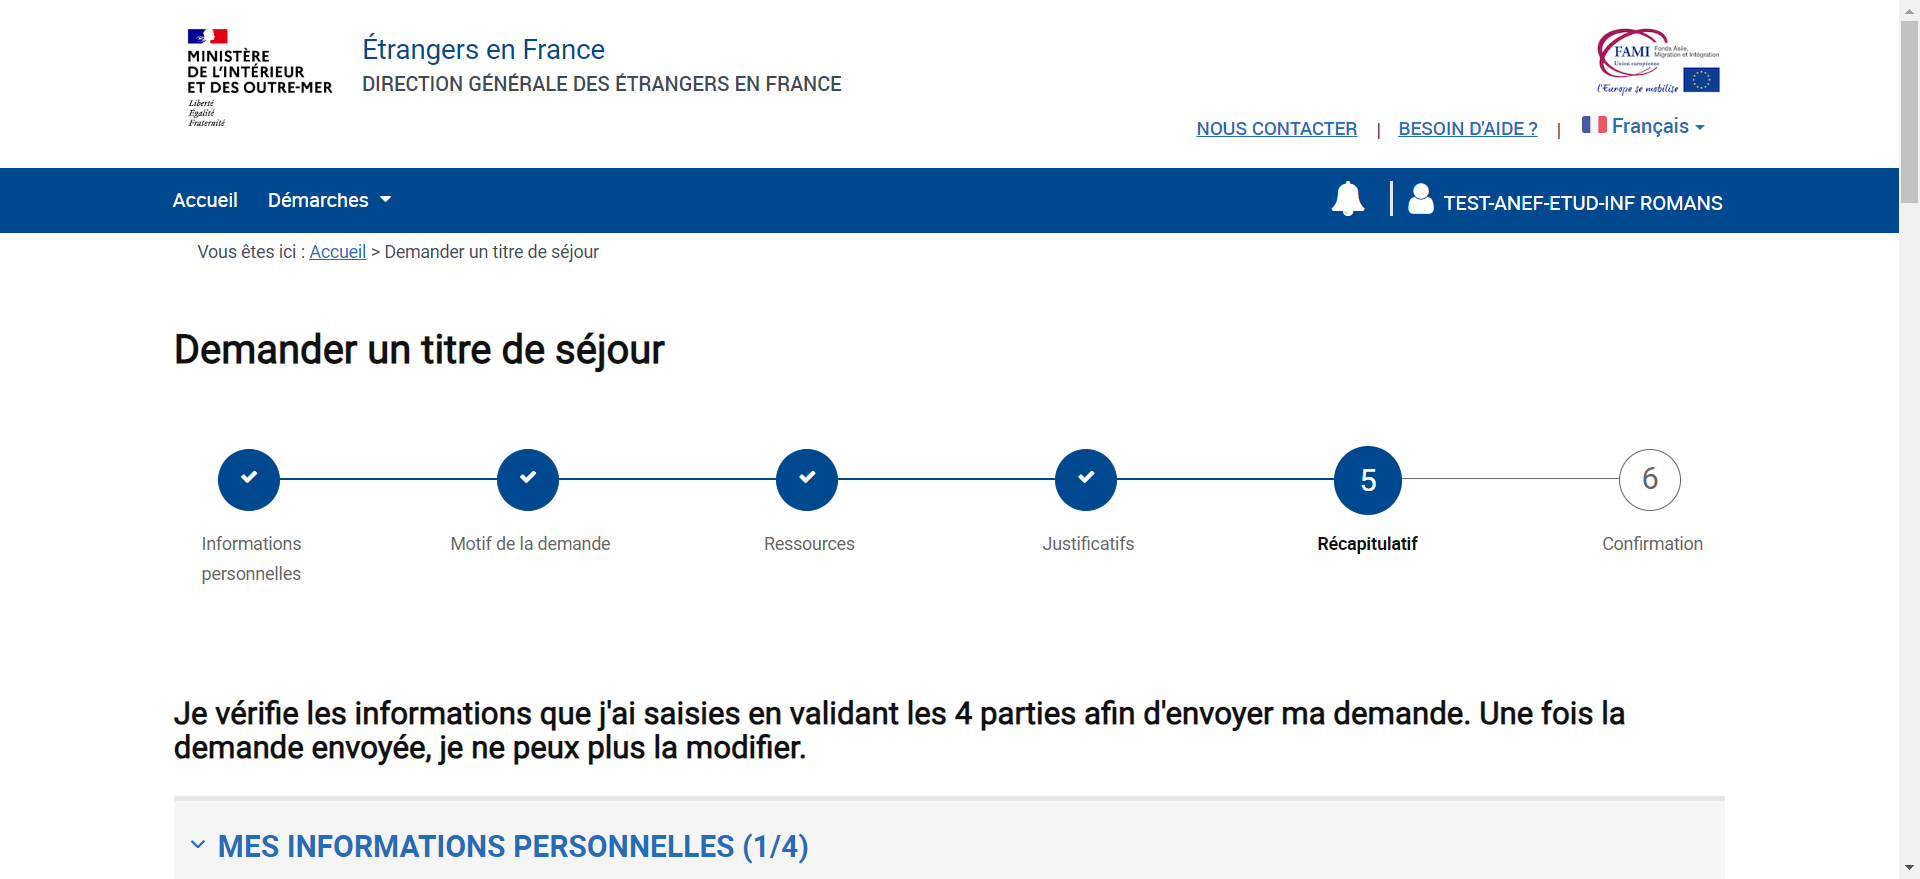 MINISTÈRE
DE L'INTÉRIEUR
ET DES OUTRE-MER
Liberté
Égalité
Fraternité
Étrangers en France
DIRECTION GÉNÉRALE DES ÉTRANGERS EN FRANCE
FAMI
Fonds Asile,
Migration et Intégration
Union européenne
l'Europe se mobilise
NOUS CONTACTER | BESOIN D'AIDE ? | Français
Accueil Démarches
TEST-ANEF-ETUD-INF ROMANS
Vous êtes ici : Accueil > Demander un titre de séjour
Demander un titre de séjour
5
6
Informations
personnelles
Motif de la demande
Ressources
Justificatifs
Récapitulatif
Confirmation
Je vérifie les informations que j'ai saisies en validant les 4 parties afin d'envoyer ma demande. Une fois la
demande envoyée, je ne peux plus la modifier.
MES INFORMATIONS PERSONNELLES (1/4)